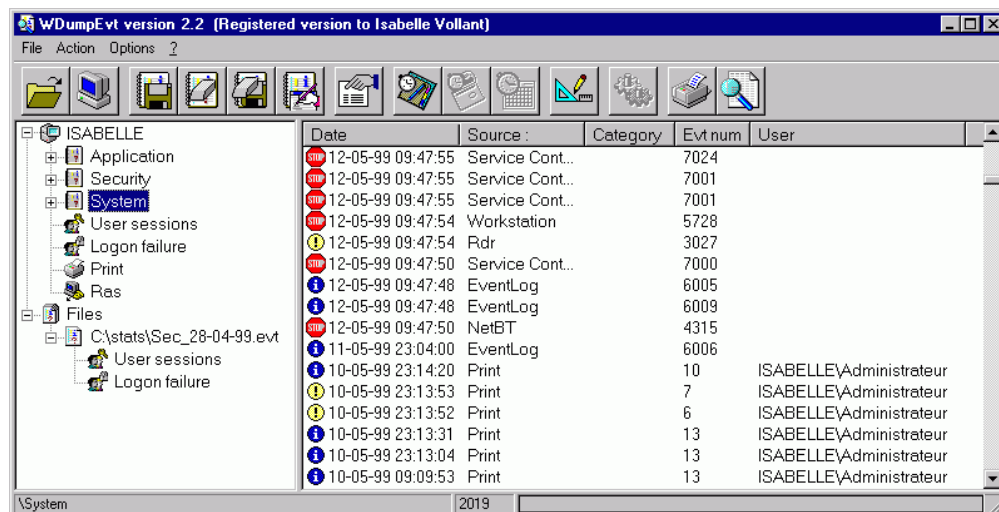 WDumpEvt version 2.2 (Registered version to Isabelle Vollant)
File Action Options ?
ISABELLE
Application
Security
System
User sessions
Logon failure
Print
Ras
Files
C:\stats\Sec_28-04-99.evt
User sessions
Logon failure
Date Source : Category Evt num User
STOP 12-05-99 09:47:55 Service Cont... 7024
STOP 12-05-99 09:47:55 Service Cont... 7001
STOP 12-05-99 09:47:55 Service Cont... 7001
STOP 12-05-99 09:47:54 Workstation 5728
12-05-99 09:47:54 Rdr 3027
STOP 12-05-99 09:47:50 Service Cont... 7000
12-05-99 09:47:48 EventLog 6005
12-05-99 09:47:48 EventLog 6009
STOP 12-05-99 09:47:50 NetBT 4315
11-05-99 23:04:00 EventLog 6006
10-05-99 23:14:20 Print 10 ISABELLE\Administrateur
10-05-99 23:13:53 Print 7 ISABELLE\Administrateur
10-05-99 23:13:52 Print 6 ISABELLE\Administrateur
10-05-99 23:13:31 Print 13 ISABELLE\Administrateur
10-05-99 23:13:04 Print 13 ISABELLE\Administrateur
10-05-99 09:09:53 Print 13 ISABELLE\Administrateur
\System 2019